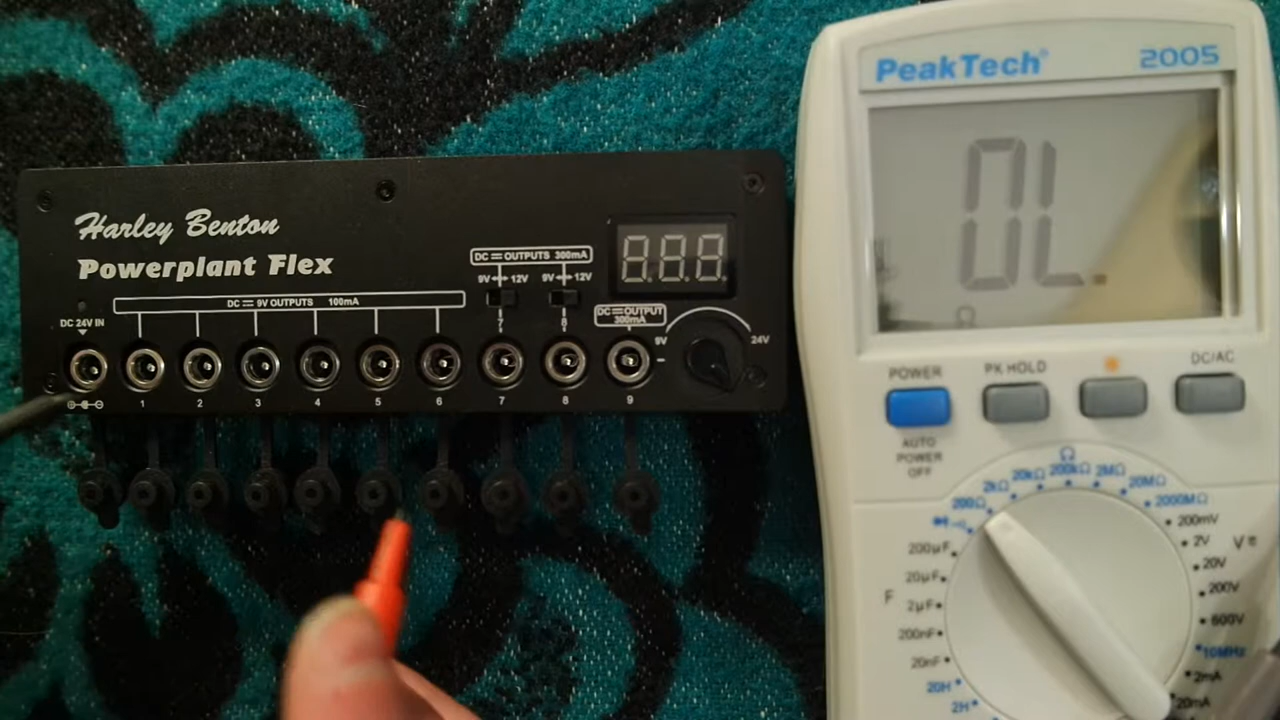 PeakTech® 2005
OL.
Harley Benton
Powerplant Flex
DC 24V IN
DC ⎓ 9V OUTPUTS 100mA
DC ⎓ OUTPUTS 300mA
9V ↔ 12V 9V ↔ 12V
7 8
DC ⎓ OUTPUT
300mA
9V 24V
8.8.8.
1 2 3 4 5 6 7 8 9
POWER PK HOLD DC/AC
AUTO
POWER
OFF
200Ω 2kΩ 20kΩ 200kΩ 2MΩ 20MΩ 2000MΩ
Ω
200mV
2V V
20V
200V
600V
10MHz
2mA
20mA
200µF
20µF
F 2µF
200nF
20nF
20H
2H